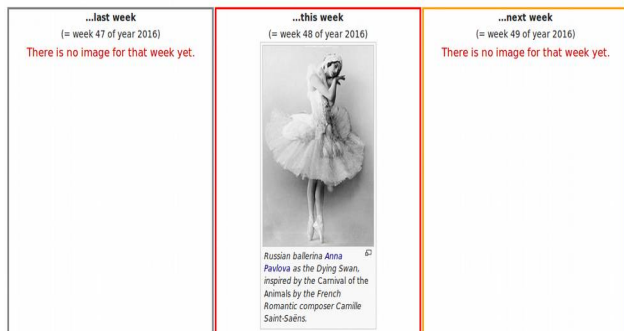 ...last week
(= week 47 of year 2016)
There is no image for that week yet.
...this week
(= week 48 of year 2016)
Russian ballerina Anna
Pavlova as the Dying Swan,
inspired by the Carnival of the
Animals by the French
Romantic composer Camille
Saint-Saëns.
...next week
(= week 49 of year 2016)
There is no image for that week yet.